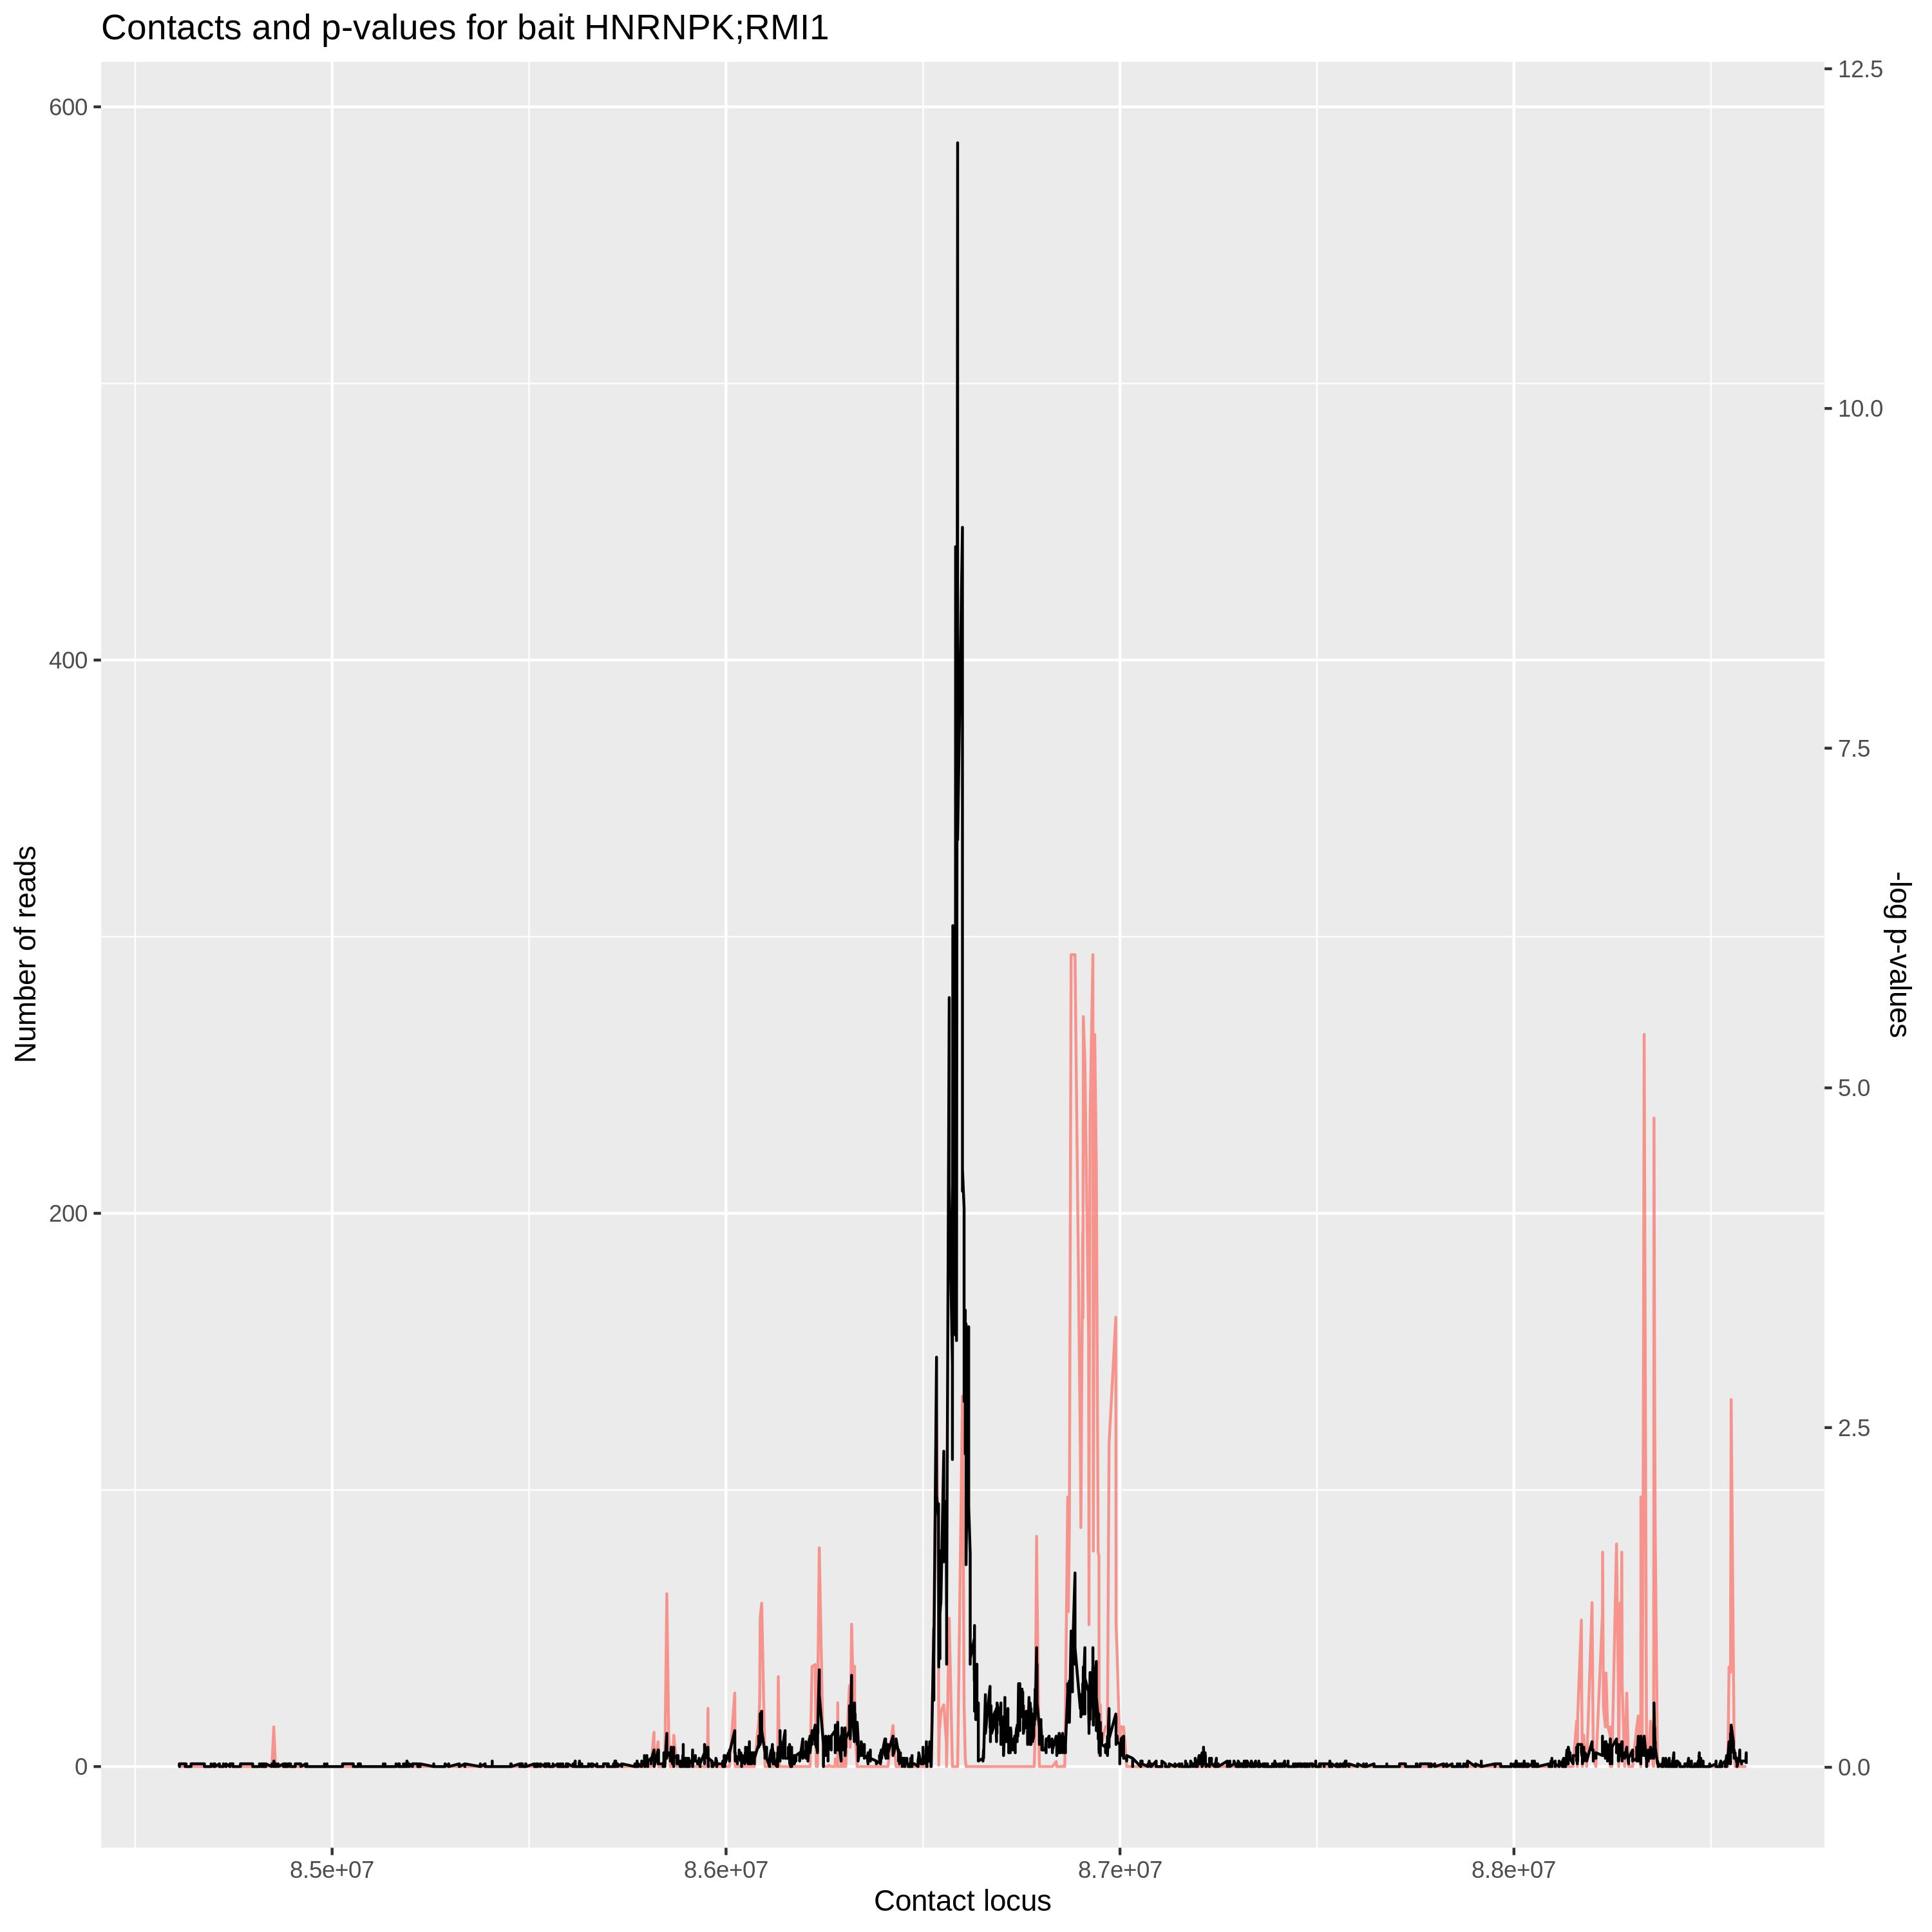 Contacts and p-values for bait HNRNPK;RMI1
600
400
200
0
Number of reads
12.5
10.0
7.5
5.0
2.5
0.0
-log p-values
8.5e+07
8.6e+07
8.7e+07
8.8e+07
Contact locus